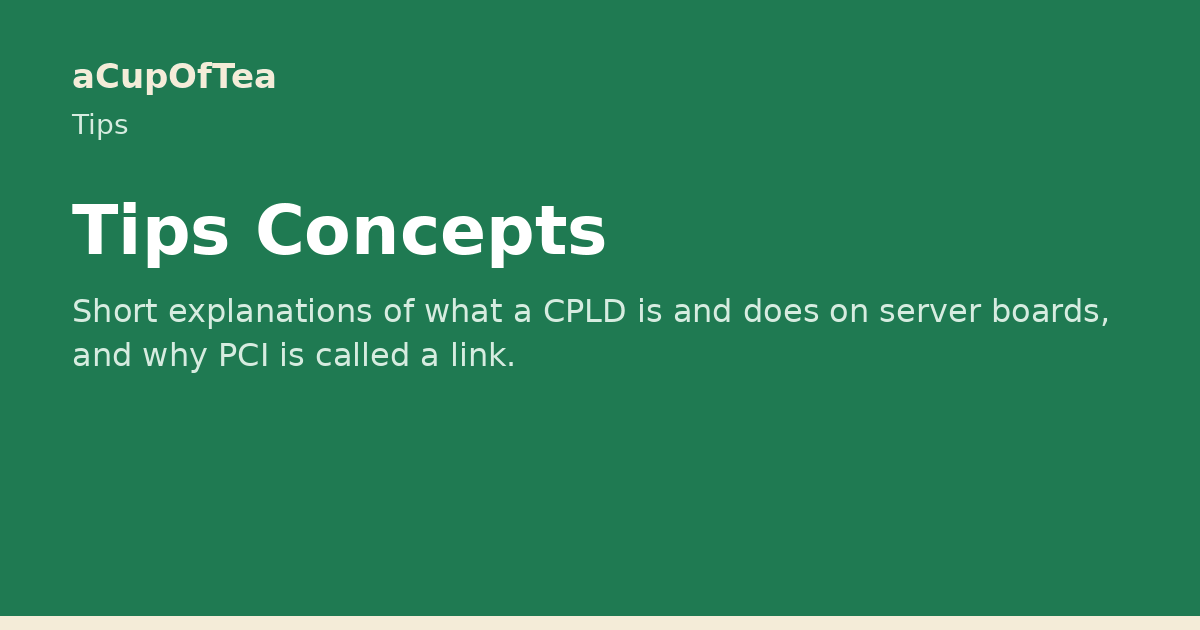 aCupOfTea
Tips
Tips Concepts
Short explanations of what a CPLD is and does on server boards,
and why PCI is called a link.